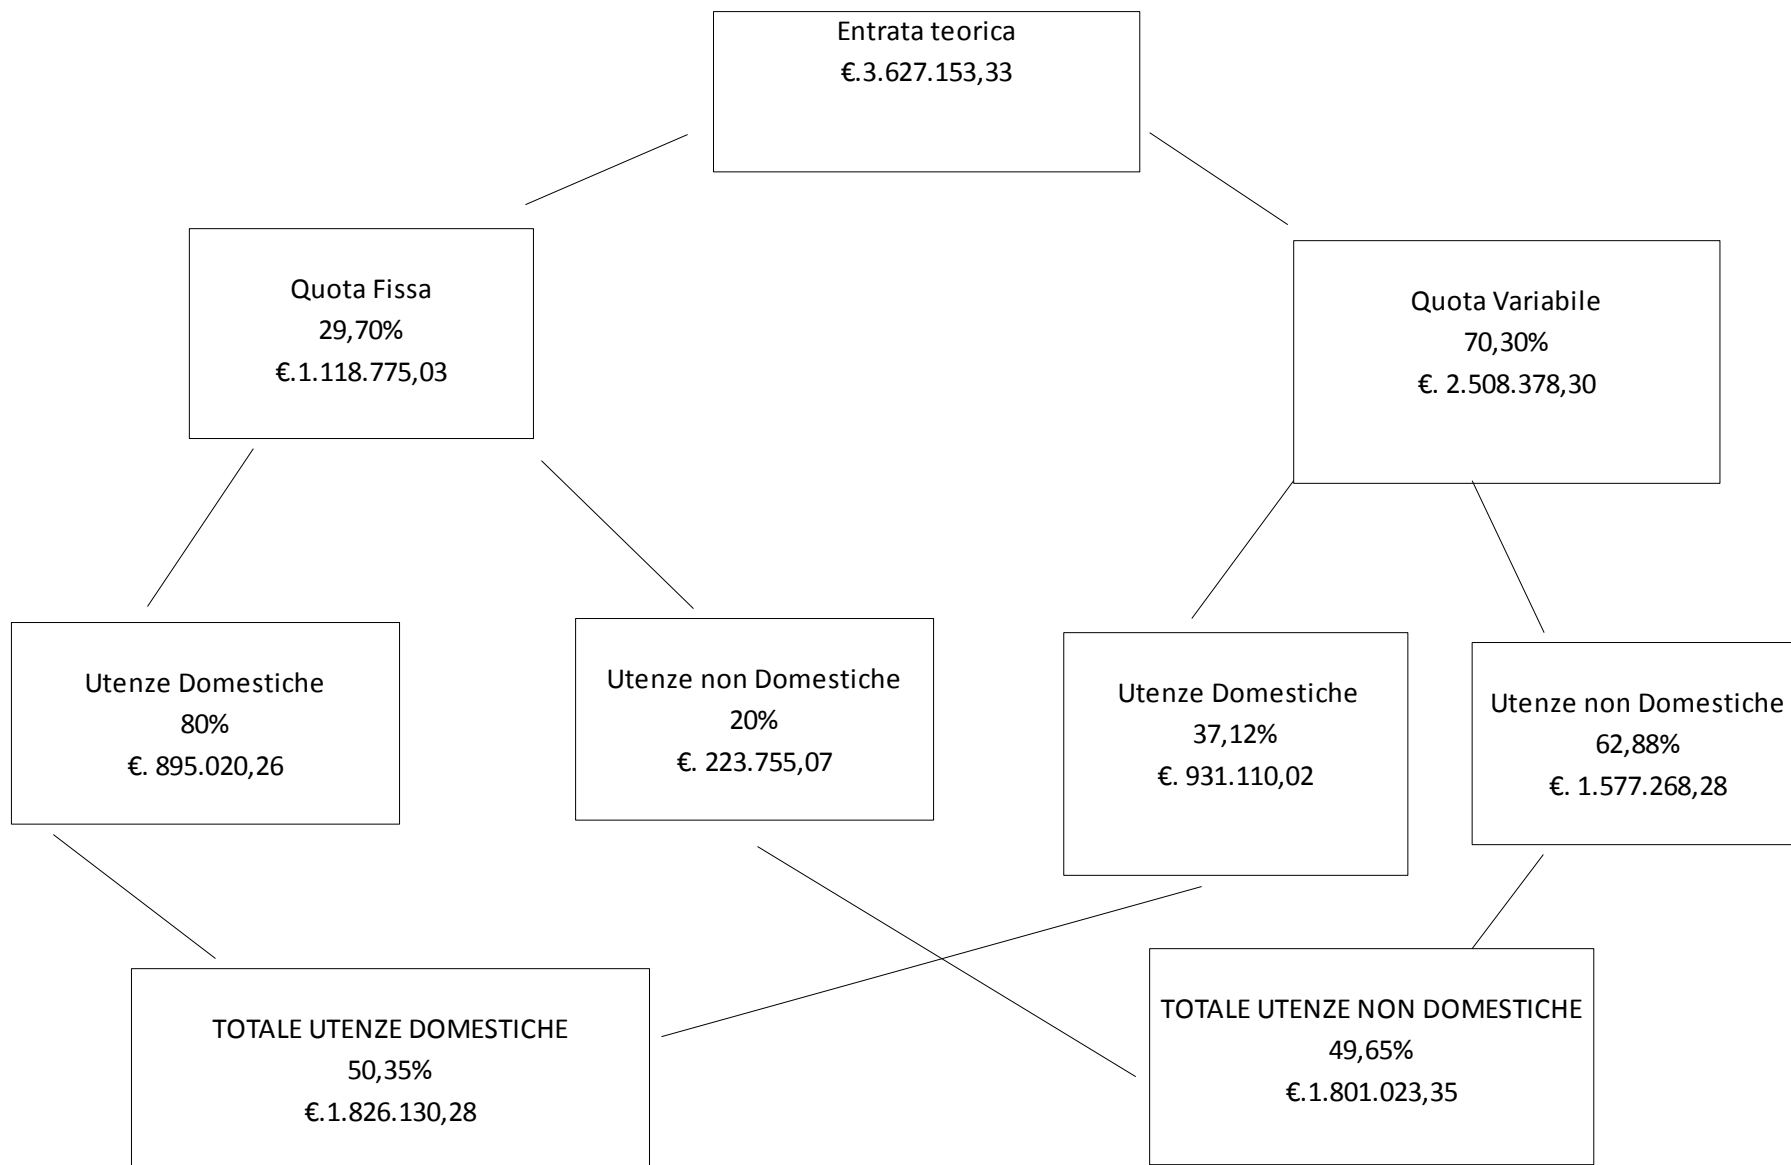 Entrata teorica
€.3.627.153,33
Quota Fissa
29,70%
€.1.118.775,03
Quota Variabile
70,30%
€. 2.508.378,30
Utenze Domestiche
80%
€. 895.020,26
Utenze non Domestiche
20%
€. 223.755,07
Utenze Domestiche
37,12%
€. 931.110,02
Utenze non Domestiche
62,88%
€. 1.577.268,28
TOTALE UTENZE DOMESTICHE
50,35%
€.1.826.130,28
TOTALE UTENZE NON DOMESTICHE
49,65%
€.1.801.023,35